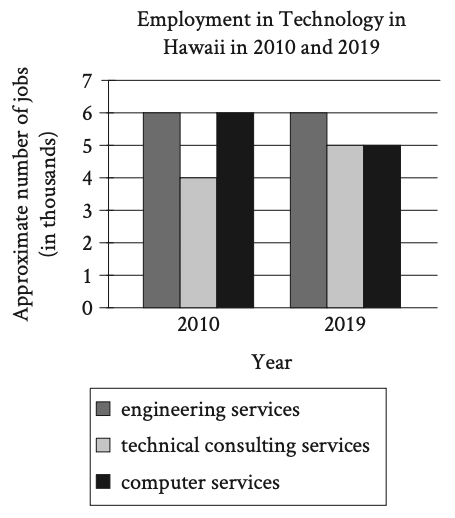 Employment in Technology in
Hawaii in 2010 and 2019
Approximate number of jobs
(in thousands)
7
6
5
4
3
2
1
0
2010
2019
Year
engineering services
technical consulting services
computer services